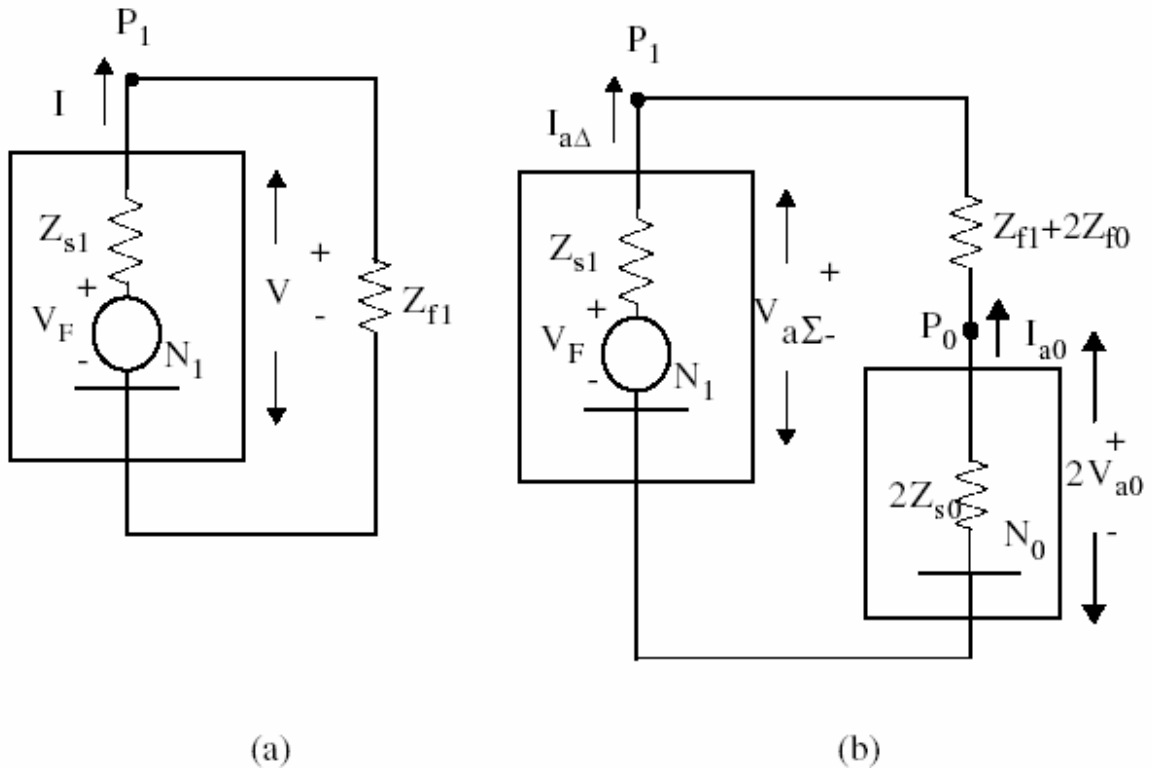 P1
I
Zs1
+
VF
-
N1
V
+
-
Zf1
(a)
P1
IaΔ
Zs1
+
VF
-
N1
+
VaΣ-
Zf1+2Zf0
P0
Ia0
2Zs0
N0
+
2Va0
-
(b)